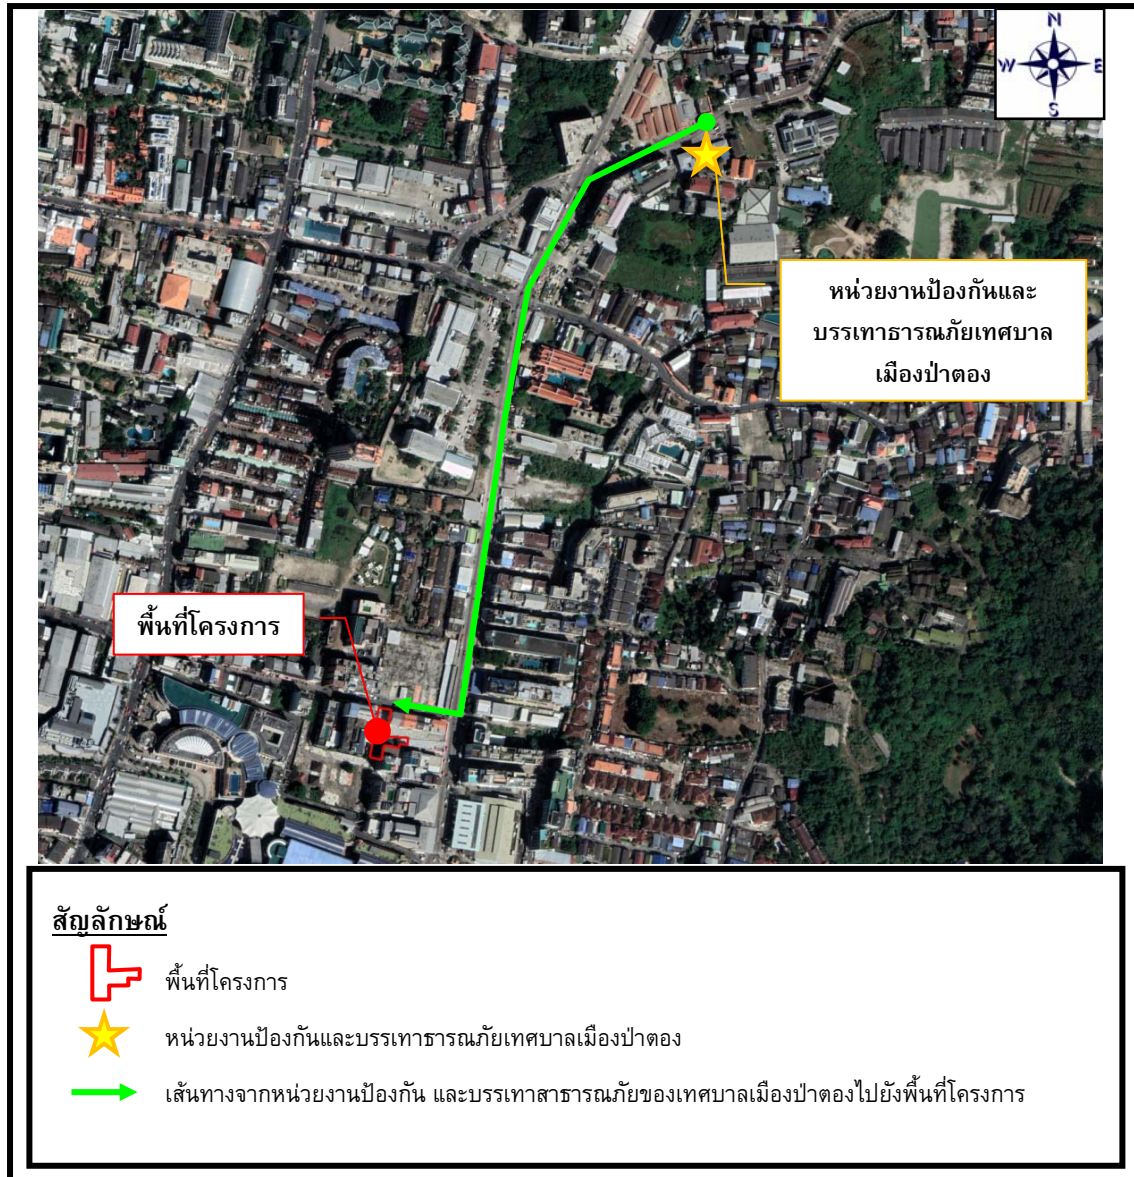 N
W E
S
หน่วยงานป้องกันและ
บรรเทาธารณภัยเทศบาล
เมืองป่าตอง
พื้นที่โครงการ
สัญลักษณ์
พื้นที่โครงการ
หน่วยงานป้องกันและบรรเทาธารณภัยเทศบาลเมืองป่าตอง
เส้นทางจากหน่วยงานป้องกัน และบรรเทาสาธารณภัยของเทศบาลเมืองป่าตองไปยังพื้นที่โครงการ